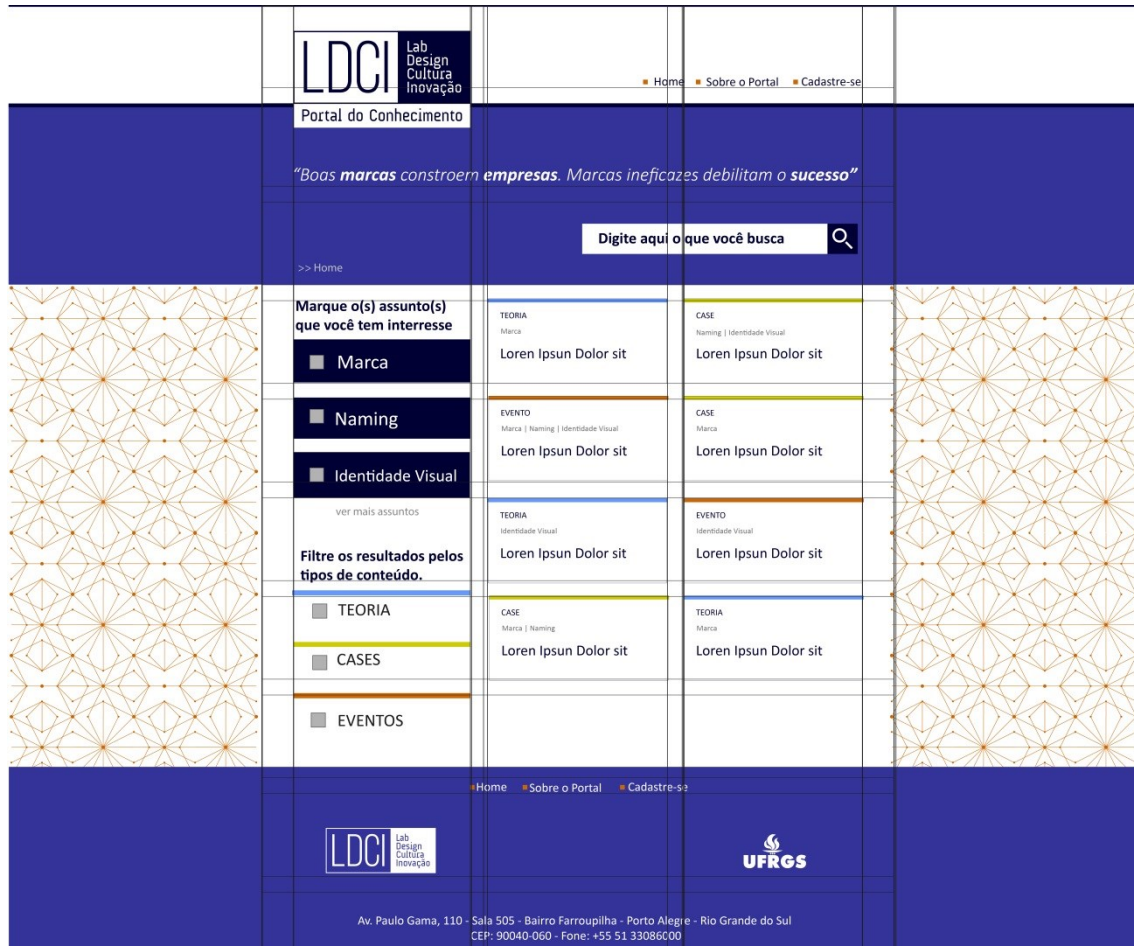 LDCI
Lab
Design
Cultura
Inovação
Portal do Conhecimento
Home Sobre o Portal Cadastre-se
“Boas marcas constroem empresas. Marcas ineficazes debilitam o sucesso”
Digite aqui o que você busca
>> Home
Marque o(s) assunto(s)
que você tem interresse
Marca
Naming
Identidade Visual
ver mais assuntos
Filtre os resultados pelos
tipos de conteúdo.
TEORIA
CASES
EVENTOS
TEORIA
Marca
Loren Ipsun Dolor sit
CASE
Naming | Identidade Visual
Loren Ipsun Dolor sit
EVENTO
Marca | Naming | Identidade Visual
Loren Ipsun Dolor sit
CASE
Marca
Loren Ipsun Dolor sit
TEORIA
Identidade Visual
Loren Ipsun Dolor sit
EVENTO
Identidade Visual
Loren Ipsun Dolor sit
CASE
Marca | Naming
Loren Ipsun Dolor sit
TEORIA
Marca
Loren Ipsun Dolor sit
Home Sobre o Portal Cadastre-se
LDCI
Lab
Design
Cultura
Inovação
UFRGS
Av. Paulo Gama, 110 - Sala 505 - Bairro Farroupilha - Porto Alegre - Rio Grande do Sul
CEP: 90040-060 - Fone: +55 51 33086000